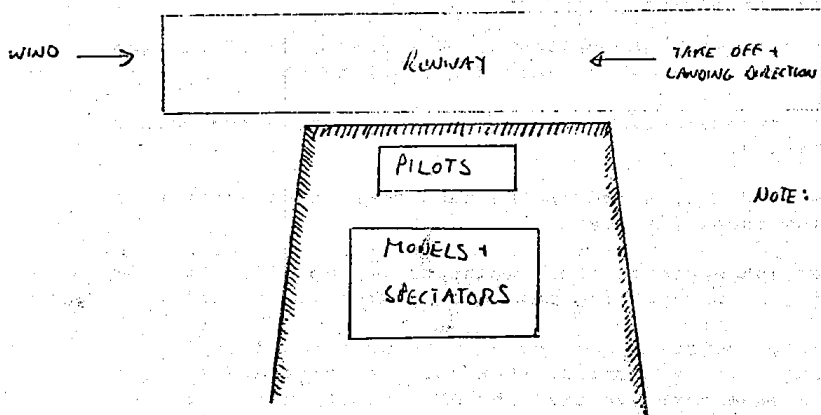 WIND
RUNWAY
TAKE OFF +
LANDING DIRECTION
PILOTS
NOTE:
MODELS +
SPECTATORS